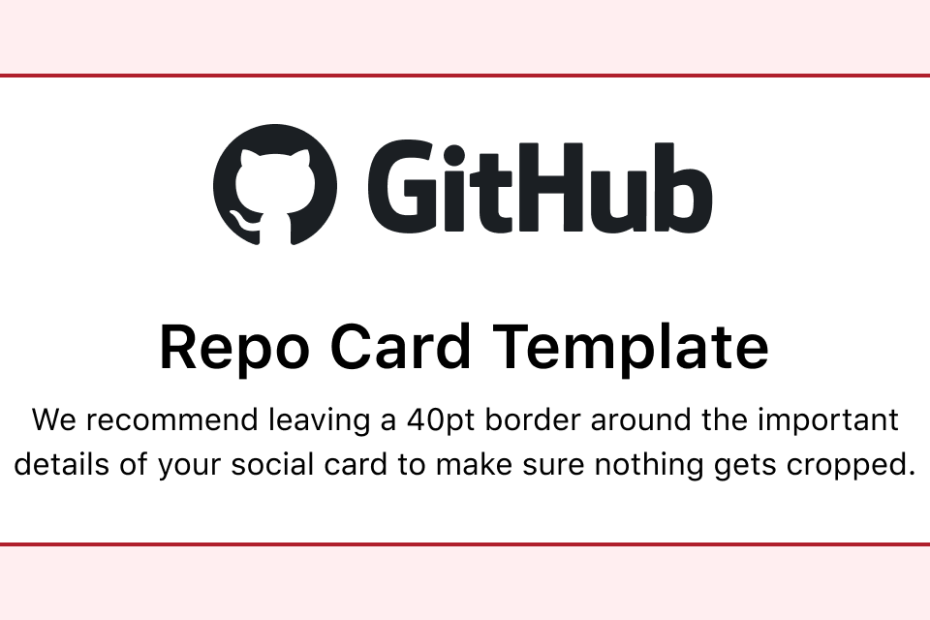 GitHub
Repo Card Template
We recommend leaving a 40pt border around the important
details of your social card to make sure nothing gets cropped.